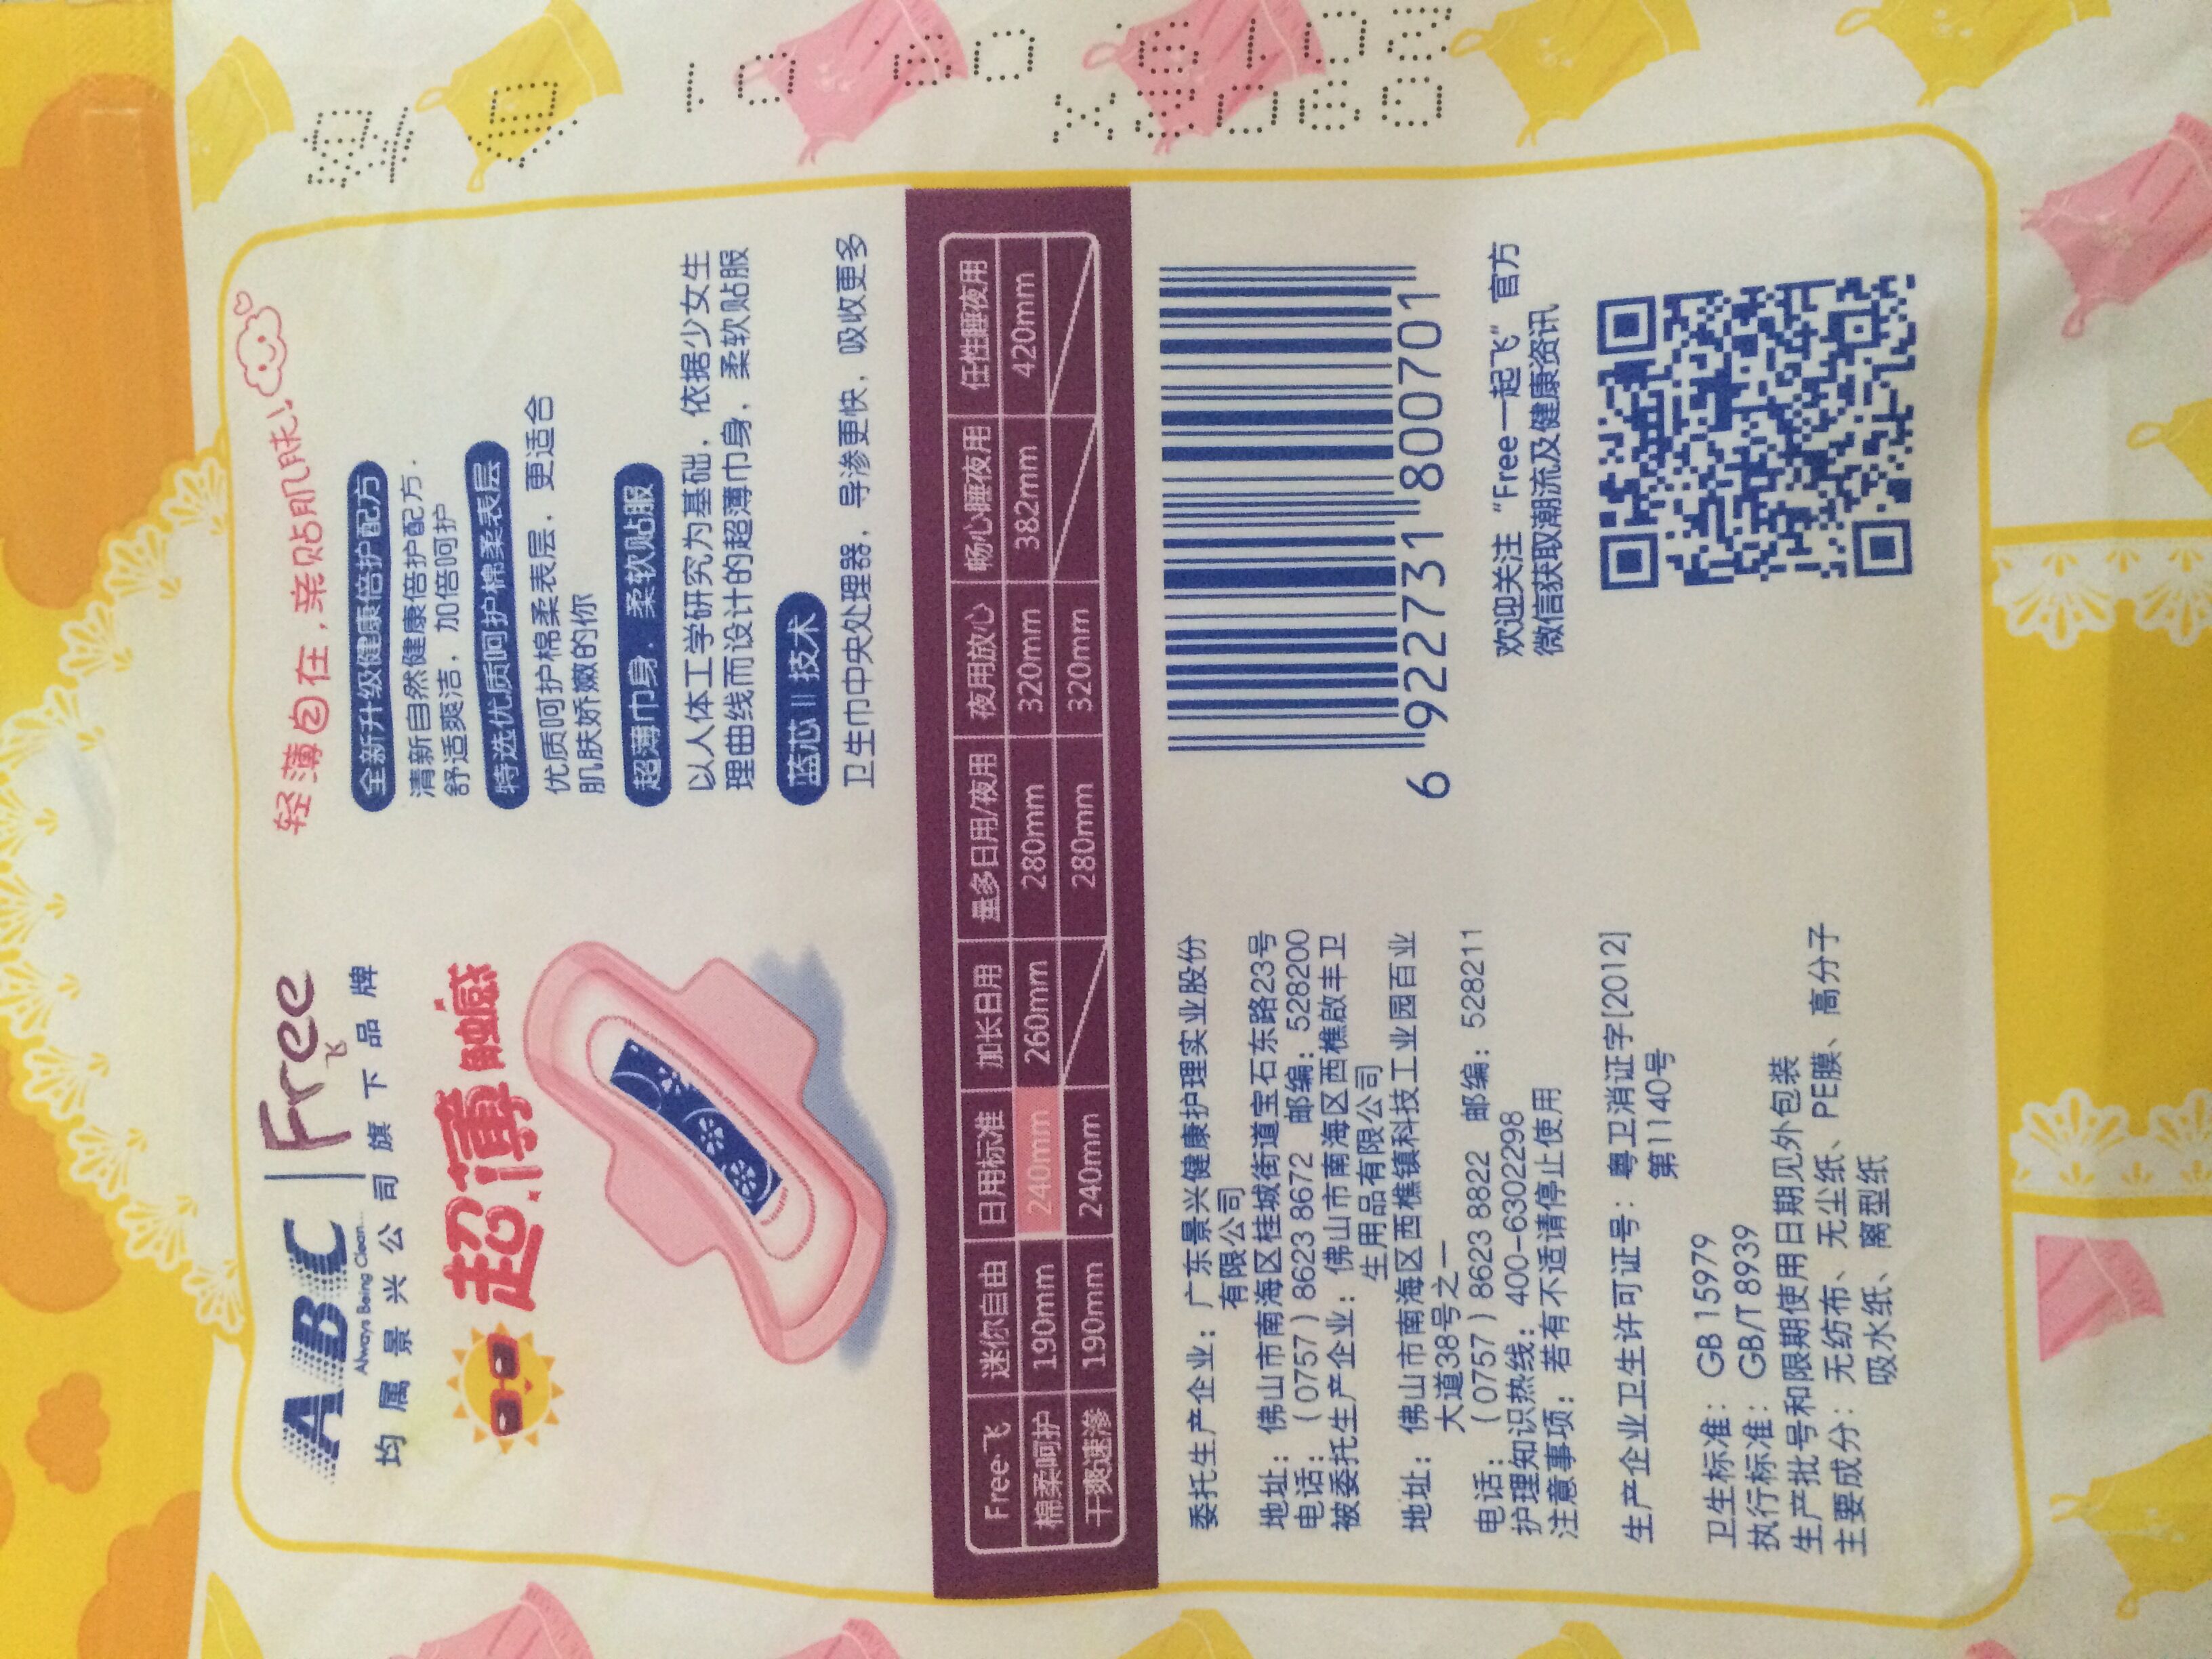 ABC Free·飞
Always Being Clean...
均属景兴公司旗下品牌
超薄触感
轻薄自在,亲贴肌肤!
全新升级健康倍护配方
清新自然健康倍护配方.
舒适爽洁，加倍呵护
特选优质呵护棉柔表层
优质呵护棉柔表层，更适合
肌肤娇嫩的你
超薄巾身．柔软贴服
以人体工学研究为基础，依据少女生
理曲线而设计的超薄巾身，柔软贴服
蓝芯II技术
卫生巾中央处理器，导渗更快，吸收更多
Free·飞 迷你自由 日用标准 加长日用 量多日用/夜用 夜用放心 畅心睡夜用 任性睡夜用
棉柔呵护 190mm 240mm 260mm 280mm 320mm 382mm 420mm
干爽速渗 190mm 240mm 280mm 320mm
委托生产企业：广东景兴健康护理实业股份
有限公司
地址：佛山市南海区桂城街道宝石东路23号
电话：（0757）8623 8672 邮编：528200
被委托生产企业：佛山市南海区西樵啟丰卫
生用品有限公司
地址：佛山市南海区西樵镇科技工业园百业
大道38号之一
电话：（0757）8623 8822 邮编：528211
护理知识热线：400-6302298
注意事项：若有不适请停止使用
生产企业卫生许可证号：粤卫消证字[2012]
第1140号
卫生标准：GB 15979
执行标准：GB/T 8939
生产批号和限期使用日期见外包装
主要成分：无纺布、无尘纸、PE膜、高分子
吸水纸、离型纸
6 922731 800701
欢迎关注“Free一起飞”官方
微信获取潮流及健康资讯